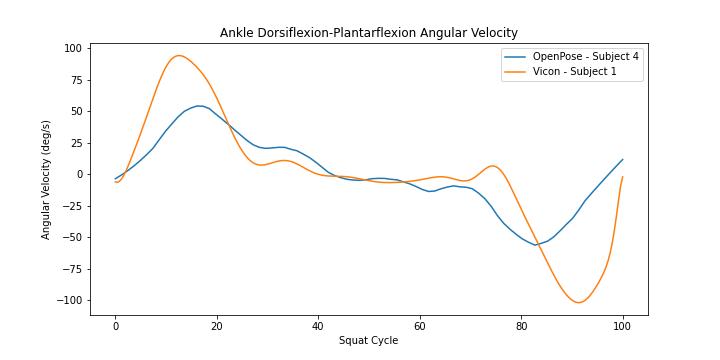 Ankle Dorsiflexion-Plantarflexion Angular Velocity
OpenPose - Subject 4
Vicon - Subject 1
Angular Velocity (deg/s)
100
75
50
25
0
−25
−50
−75
−100
0 20 40 60 80 100
Squat Cycle